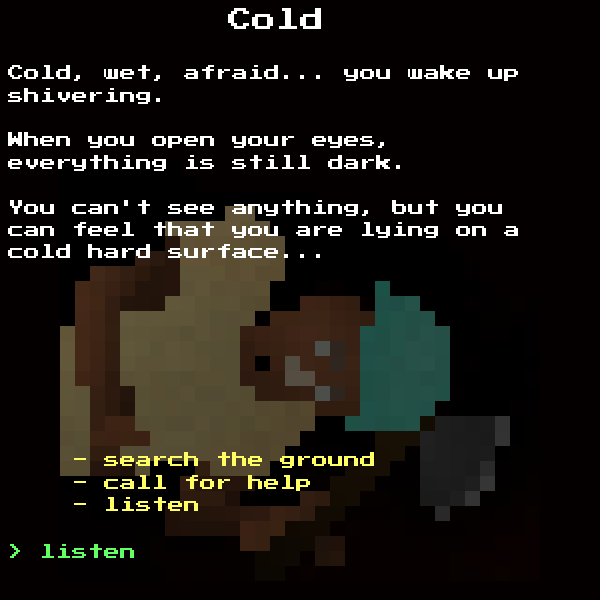 Cold
Cold, wet, afraid... you wake up
shivering.
When you open your eyes,
everything is still dark.
You can't see anything, but you
can feel that you are lying on a
cold hard surface...
- search the ground
- call for help
- listen
> listen